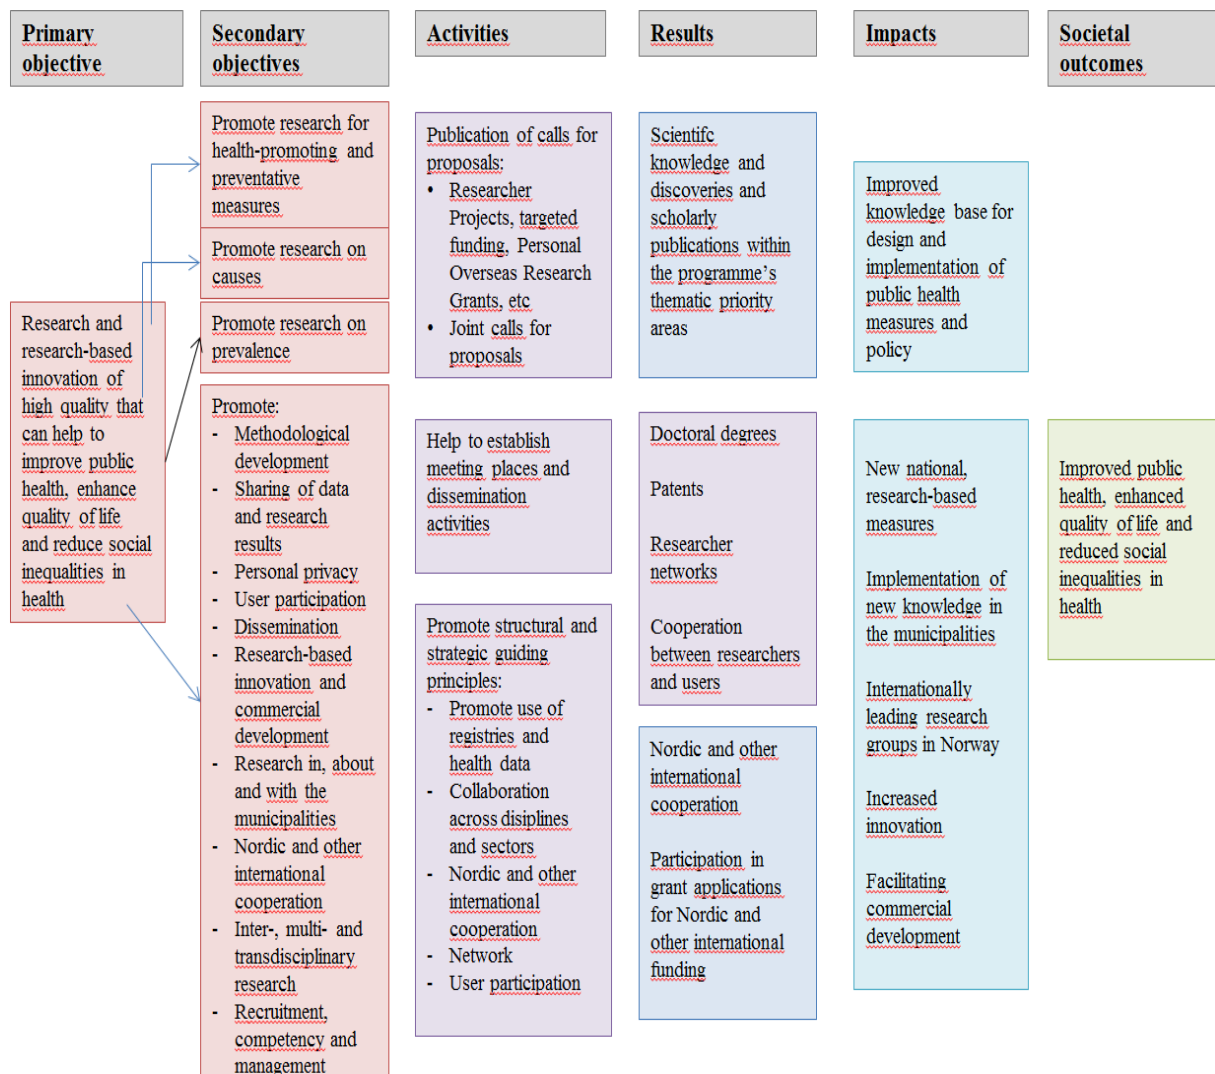 Primary
objective
Secondary
objectives
Activities
Results
Impacts
Societal
outcomes
Research and
research-based
innovation of
high quality that
can help to
improve public
health, enhance
quality of life
and reduce social
inequalities in
health
Promote research for
health-promoting and
preventative
measures
Promote research on
causes
Promote research on
prevalence
Promote:
- Methodological
development
- Sharing of data
and research
results
- Personal privacy
- User participation
- Dissemination
- Research-based
innovation and
commercial
development
- Research in, about
and with the
municipalities
- Nordic and other
international
cooperation
- Inter-, multi- and
transdisciplinary
research
- Recruitment,
competency and
management
Publication of calls for
proposals:
• Researcher
Projects, targeted
funding, Personal
Overseas Research
Grants, etc
• Joint calls for
proposals
Help to establish
meeting places and
dissemination
activities
Promote structural and
strategic guiding
principles:
- Promote use of
registries and
health data
- Collaboration
across disiplines
and sectors
- Nordic and other
international
cooperation
- Network
- User participation
Scientifc
knowledge and
discoveries and
scholarly
publications within
the programme's
thematic priority
areas
Doctoral degrees
Patents
Researcher
networks
Cooperation
between researchers
and users
Nordic and other
international
cooperation
Participation in
grant applications
for Nordic and
other international
funding
Improved
knowledge base for
design and
implementation of
public health
measures and
policy
New national,
research-based
measures
Implementation of
new knowledge in
the municipalities
Internationally
leading research
groups in Norway
Increased
innovation
Facilitating
commercial
development
Improved public
health, enhanced
quality of life and
reduced social
inequalities in
health